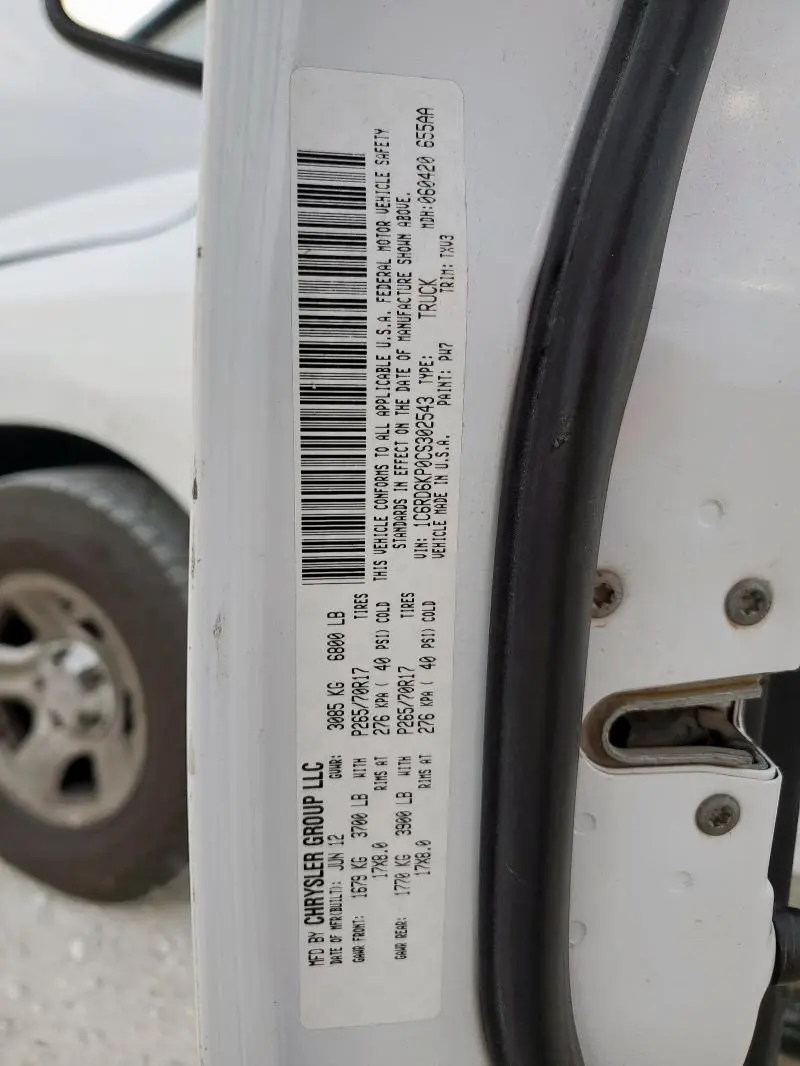 MFD BY CHRYSLER GROUP LLC
DATE OF MFR(BUILT): JUN 12 GVWR: 3085 KG 6800 LB
GAWR FRONT: 1679 KG 3700 LB WITH P265/70R17 TIRES
17X8.0 RIMS AT 276 KPA ( 40 PSI) COLD
GAWR REAR: 1770 KG 3900 LB WITH P265/70R17 TIRES
17X8.0 RIMS AT 276 KPA ( 40 PSI) COLD
THIS VEHICLE CONFORMS TO ALL APPLICABLE U.S.A. FEDERAL MOTOR VEHICLE SAFETY
STANDARDS IN EFFECT ON THE DATE OF MANUFACTURE SHOWN ABOVE.
VIN: 1C6RD6KP0CS302543 TYPE: TRUCK MDH:060420 655AA
VEHICLE MADE IN U.S.A. PAINT: PW7 TRIM: TXV3